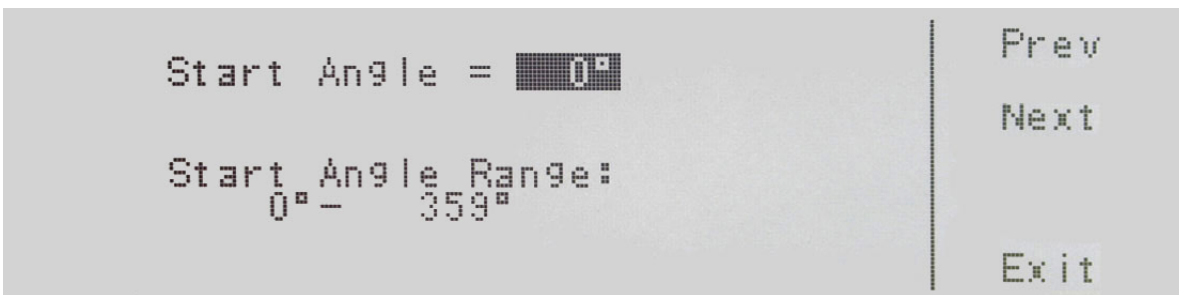 Start Angle = 0°
Start Angle Range:
0° - 359°
Prev
Next
Exit